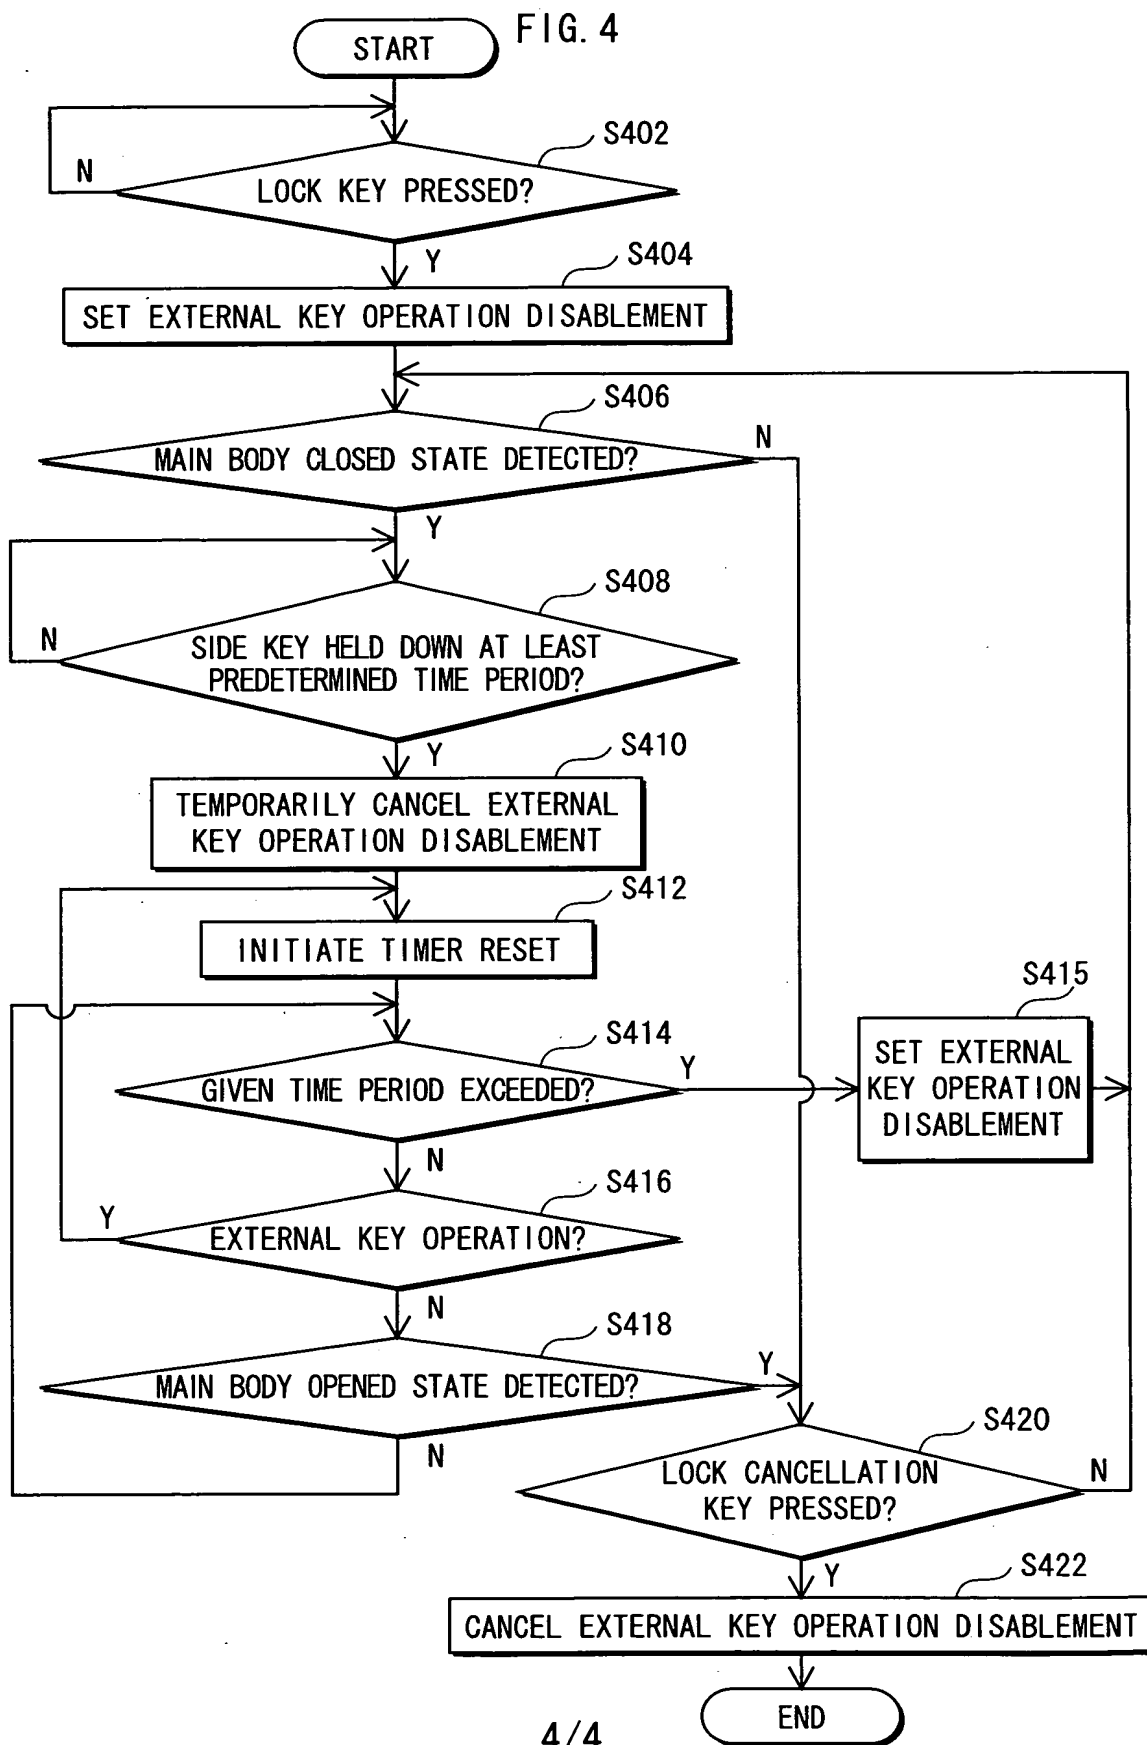 FIG. 4
START
S402
LOCK KEY PRESSED?
N
Y
S404
SET EXTERNAL KEY OPERATION DISABLEMENT
S406
MAIN BODY CLOSED STATE DETECTED?
N
Y
S408
SIDE KEY HELD DOWN AT LEAST
PREDETERMINED TIME PERIOD?
N
Y
S410
TEMPORARILY CANCEL EXTERNAL
KEY OPERATION DISABLEMENT
S412
INITIATE TIMER RESET
S414
GIVEN TIME PERIOD EXCEEDED?
Y
N
S415
SET EXTERNAL
KEY OPERATION
DISABLEMENT
S416
EXTERNAL KEY OPERATION?
Y
N
S418
MAIN BODY OPENED STATE DETECTED?
Y
N
S420
LOCK CANCELLATION
KEY PRESSED?
N
Y
S422
CANCEL EXTERNAL KEY OPERATION DISABLEMENT
END
4/4